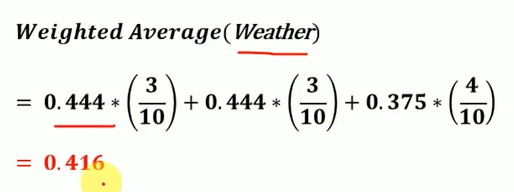 Weighted Average(Weather)
= 0.444 * (3/10) + 0.444 * (3/10) + 0.375 * (4/10)
= 0.416